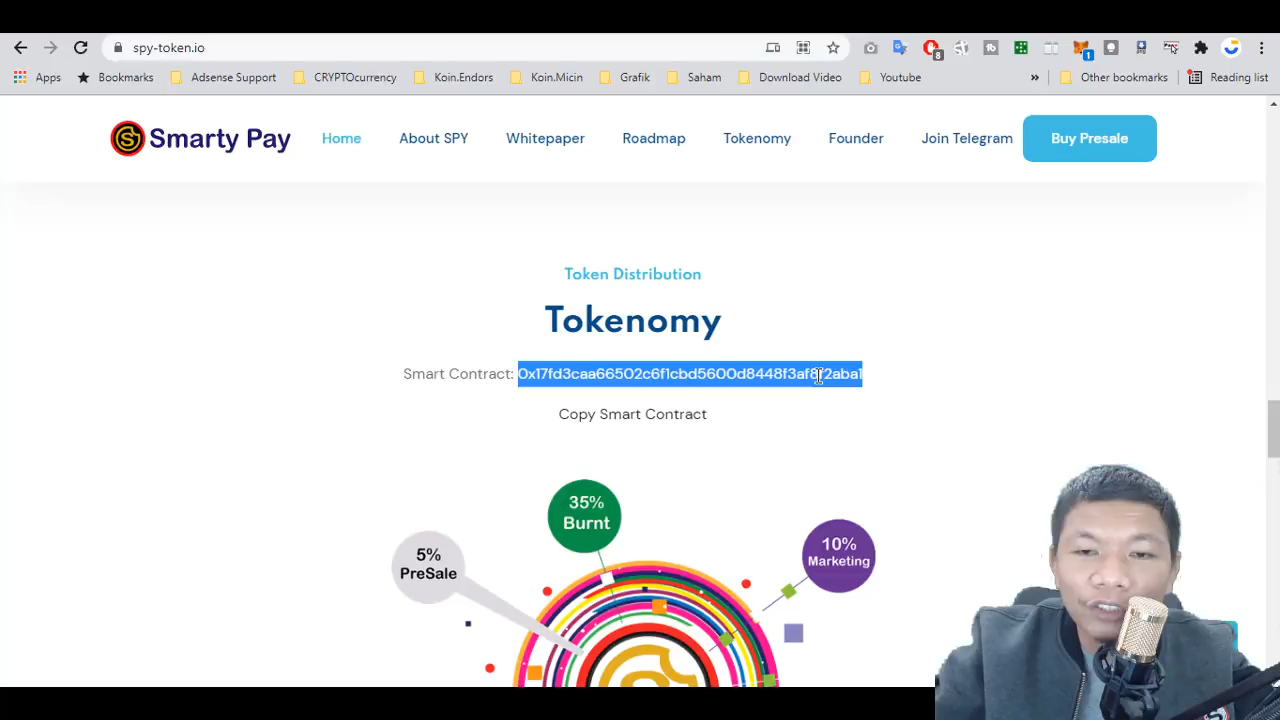 spy-token.io
8
1
Apps Bookmarks Adsense Support CRYPTOcurrency Koin.Endors Koin.Micin Grafik Saham Download Video Youtube » Other bookmarks Reading list
Smarty Pay Home About SPY Whitepaper Roadmap Tokenomy Founder Join Telegram Buy Presale
Token Distribution
Tokenomy
Smart Contract:
Copy Smart Contract
35%
Burnt
10%
Marketing
5%
PreSale